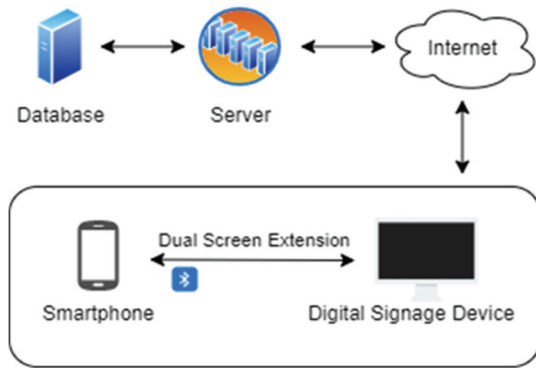 Internet
Database
Server
Dual Screen Extension
Smartphone
Digital Signage Device